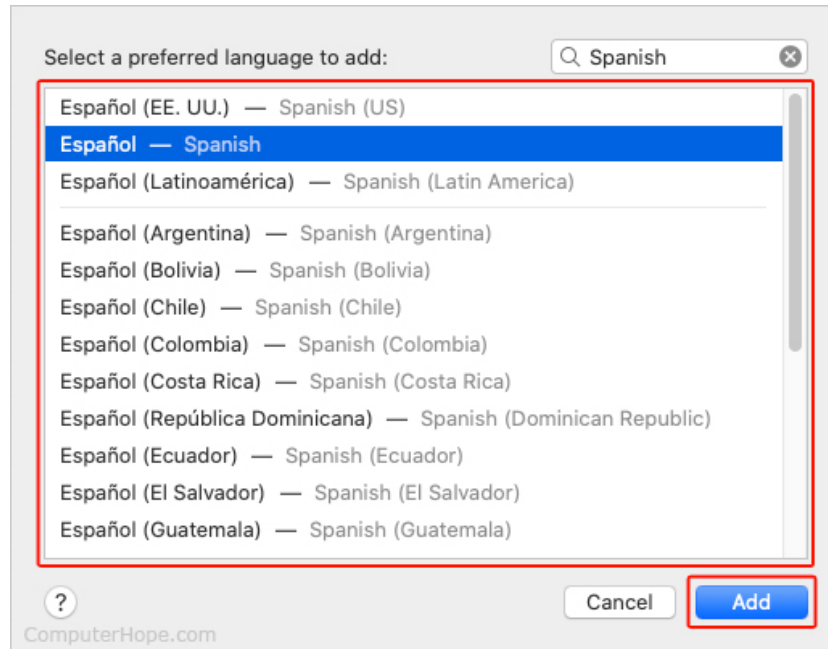 Select a preferred language to add: Spanish
Español (EE. UU.) — Spanish (US)
Español — Spanish
Español (Latinoamérica) — Spanish (Latin America)
Español (Argentina) — Spanish (Argentina)
Español (Bolivia) — Spanish (Bolivia)
Español (Chile) — Spanish (Chile)
Español (Colombia) — Spanish (Colombia)
Español (Costa Rica) — Spanish (Costa Rica)
Español (República Dominicana) — Spanish (Dominican Republic)
Español (Ecuador) — Spanish (Ecuador)
Español (El Salvador) — Spanish (El Salvador)
Español (Guatemala) — Spanish (Guatemala)
? Cancel Add
ComputerHope.com